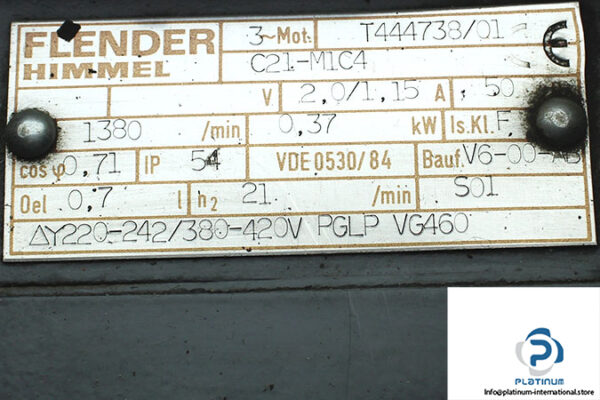 FLENDER HIMMEL 3~Mot. T444738/01 CE
C21-M1C4
V 2,0/1,15 A 50
1380 /min 0,37 kW Is.Kl. F
cos φ 0,71 IP 54 VDE 0530/84 Bauf. V6-00-
Oel 0,7 l h2 21 /min S01
ΔY220-242/380-420V PGLP VG460
PLATINUM
Info@platinum-international.store